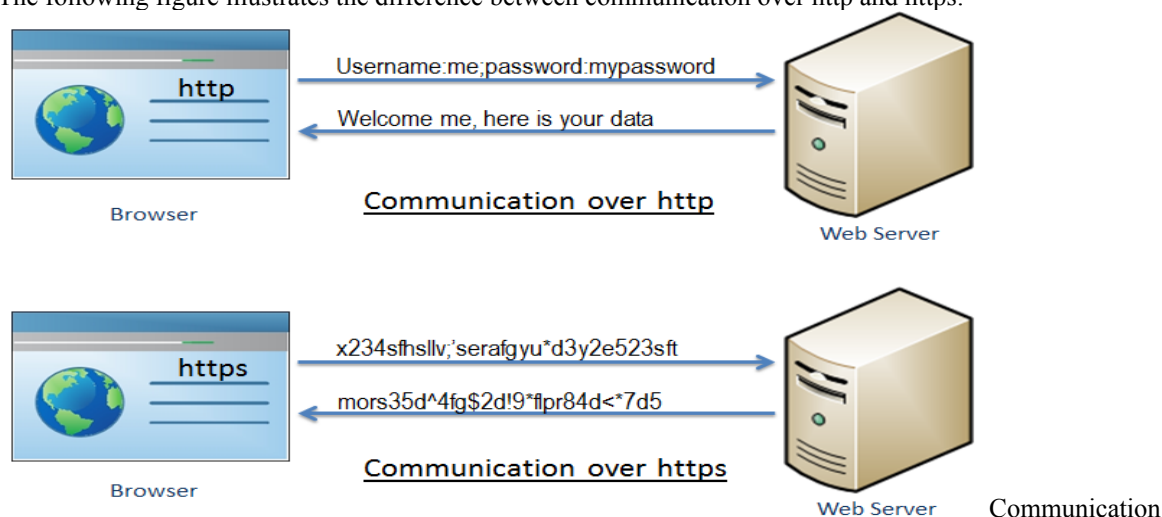 The following figure illustrates the difference between communication over http and https:
http
Username:me;password:mypassword
Welcome me, here is your data
Communication over http
Browser
Web Server
https
x234sfhsllv;'serafgyu*d3y2e523sft
mors35d^4fg$2d!9*flpr84d<*7d5
Communication over https
Browser
Web Server
Communication